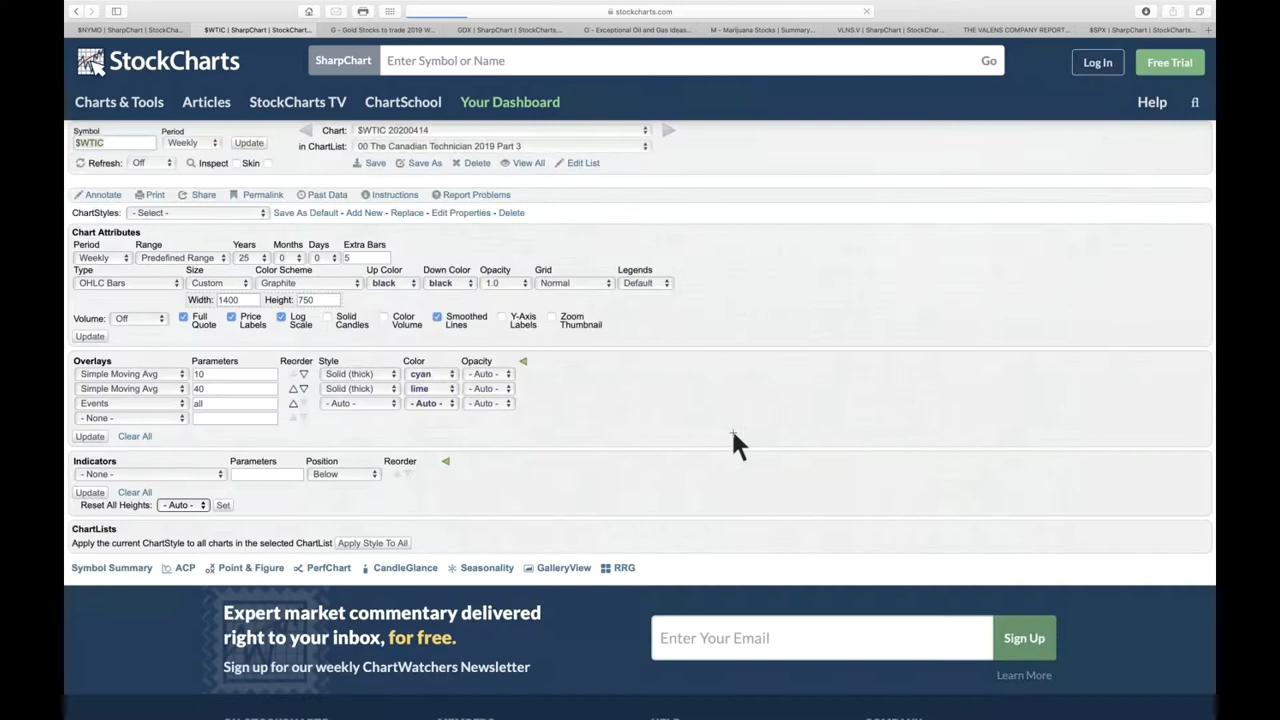 stockcharts.com
$NYMO | SharpChart | StockCha...
$WTIC | SharpChart | StockChart...
G - Gold Stocks to trade 2019 W...
GDX | SharpChart | StockCharts....
O - Exceptional Oil and Gas Ideas...
M - Marijuana Stocks | Summary...
VLNS.V | SharpChart | StockChar...
THE VALENS COMPANY REPORT...
$SPX | SharpChart | StockCharts....
StockCharts
SharpChart Enter Symbol or Name Go
Log In Free Trial
Charts & Tools Articles StockCharts TV ChartSchool Your Dashboard Help
Symbol Period Chart: $WTIC 20200414
$WTIC Weekly Update in ChartList: 00 The Canadian Technician 2019 Part 3
Refresh: Off Inspect Skin Save Save As Delete View All Edit List
Annotate Print Share Permalink Past Data Instructions Report Problems
ChartStyles: - Select - Save As Default - Add New - Replace - Edit Properties - Delete
Chart Attributes
Period Range Years Months Days Extra Bars
Weekly Predefined Range 25 0 0 5
Type Size Color Scheme Up Color Down Color Opacity Grid Legends
OHLC Bars Custom Graphite black black 1.0 Normal Default
Width: 1400 Height: 750
Volume: Off Full Quote Price Labels Log Scale Solid Candles Color Volume Smoothed Lines Y-Axis Labels Zoom Thumbnail
Update
Overlays Parameters Reorder Style Color Opacity
Simple Moving Avg 10 Solid (thick) cyan - Auto -
Simple Moving Avg 40 Solid (thick) lime - Auto -
Events all - Auto - - Auto - - Auto -
- None -
Update Clear All
Indicators Parameters Position Reorder
- None - Below
Update Clear All
Reset All Heights: - Auto - Set
ChartLists
Apply the current ChartStyle to all charts in the selected ChartList Apply Style To All
Symbol Summary ACP Point & Figure PerfChart CandleGlance Seasonality GalleryView RRG
Expert market commentary delivered
right to your inbox, for free.
Sign up for our weekly ChartWatchers Newsletter
Enter Your Email Sign Up
Learn More